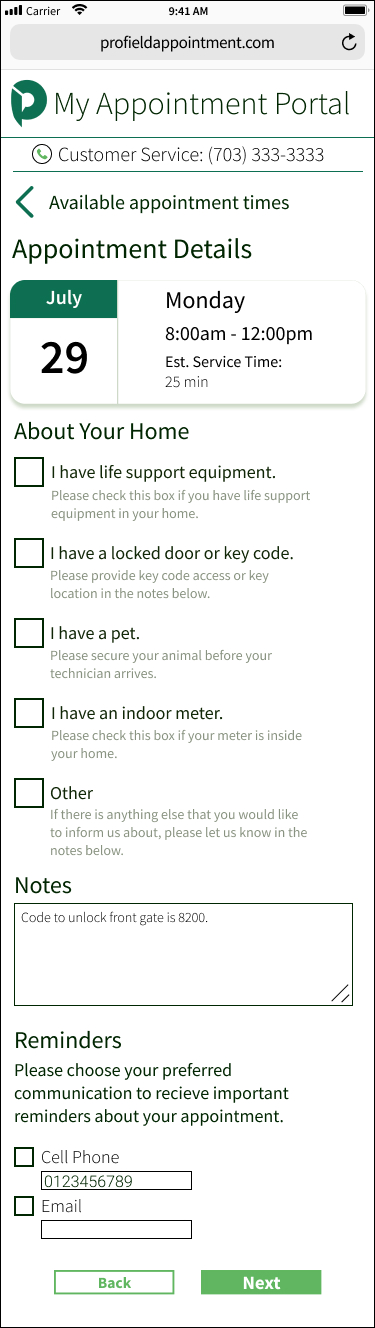 Carrier 9:41 AM
profieldappointment.com
My Appointment Portal
Customer Service: (703) 333-3333
Available appointment times
Appointment Details
July
29
Monday
8:00am - 12:00pm
Est. Service Time:
25 min
About Your Home
I have life support equipment.
Please check this box if you have life support
equipment in your home.
I have a locked door or key code.
Please provide key code access or key
location in the notes below.
I have a pet.
Please secure your animal before your
technician arrives.
I have an indoor meter.
Please check this box if your meter is inside
your home.
Other
If there is anything else that you would like
to inform us about, please let us know in the
notes below.
Notes
Code to unlock front gate is 8200.
Reminders
Please choose your preferred
communication to recieve important
reminders about your appointment.
Cell Phone
0123456789
Email
Back Next